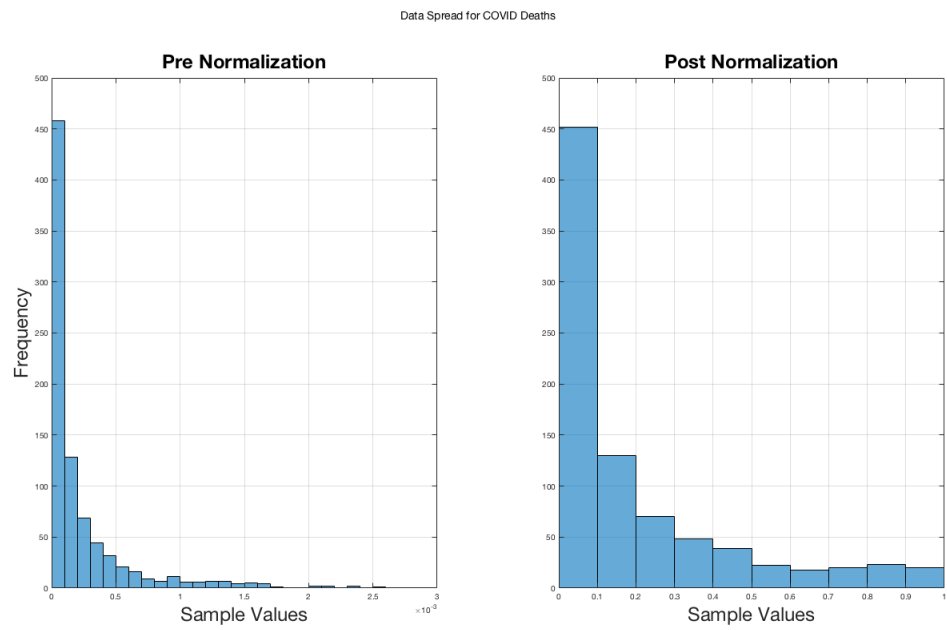 Data Spread for COVID Deaths
Pre Normalization
500
450
400
350
300
250
200
150
100
50
0
Frequency
0 0.5 1 1.5 2 2.5 3
×10⁻³
Sample Values
Post Normalization
500
450
400
350
300
250
200
150
100
50
0
0 0.1 0.2 0.3 0.4 0.5 0.6 0.7 0.8 0.9 1
Sample Values